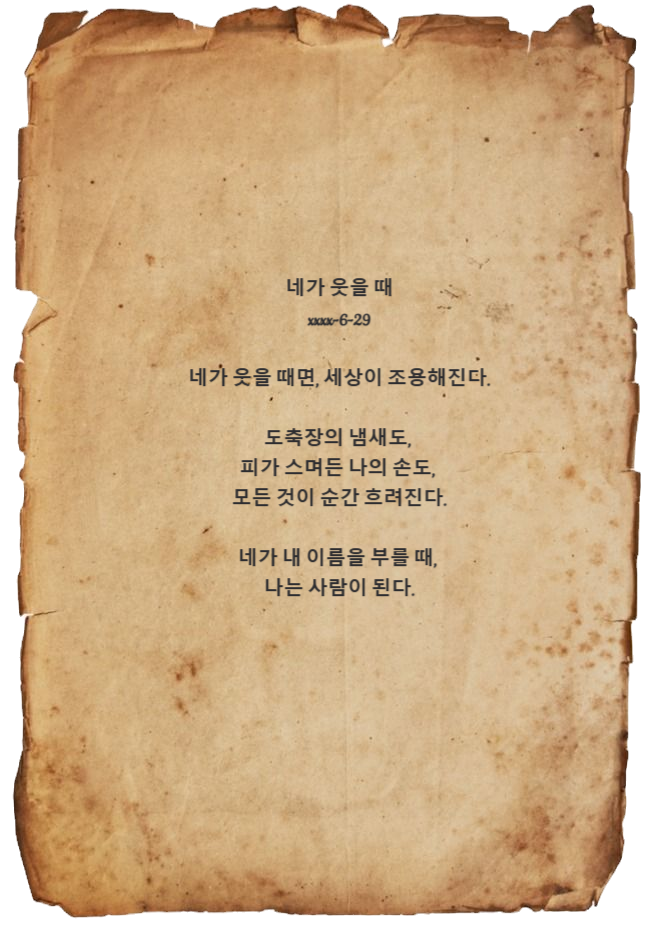 네가 웃을 때
xxxx-6-29
네가 웃을 때면, 세상이 조용해진다.
도축장의 냄새도,
피가 스며든 나의 손도,
모든 것이 순간 흐려진다.
네가 내 이름을 부를 때,
나는 사람이 된다.